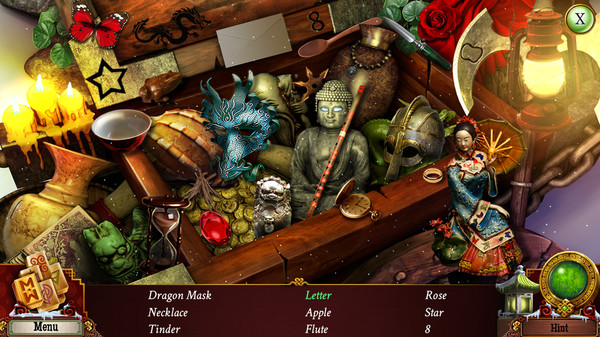 8
X
Dragon Mask Letter Rose
Necklace Apple Star
Tinder Flute 8
Menu
Hint